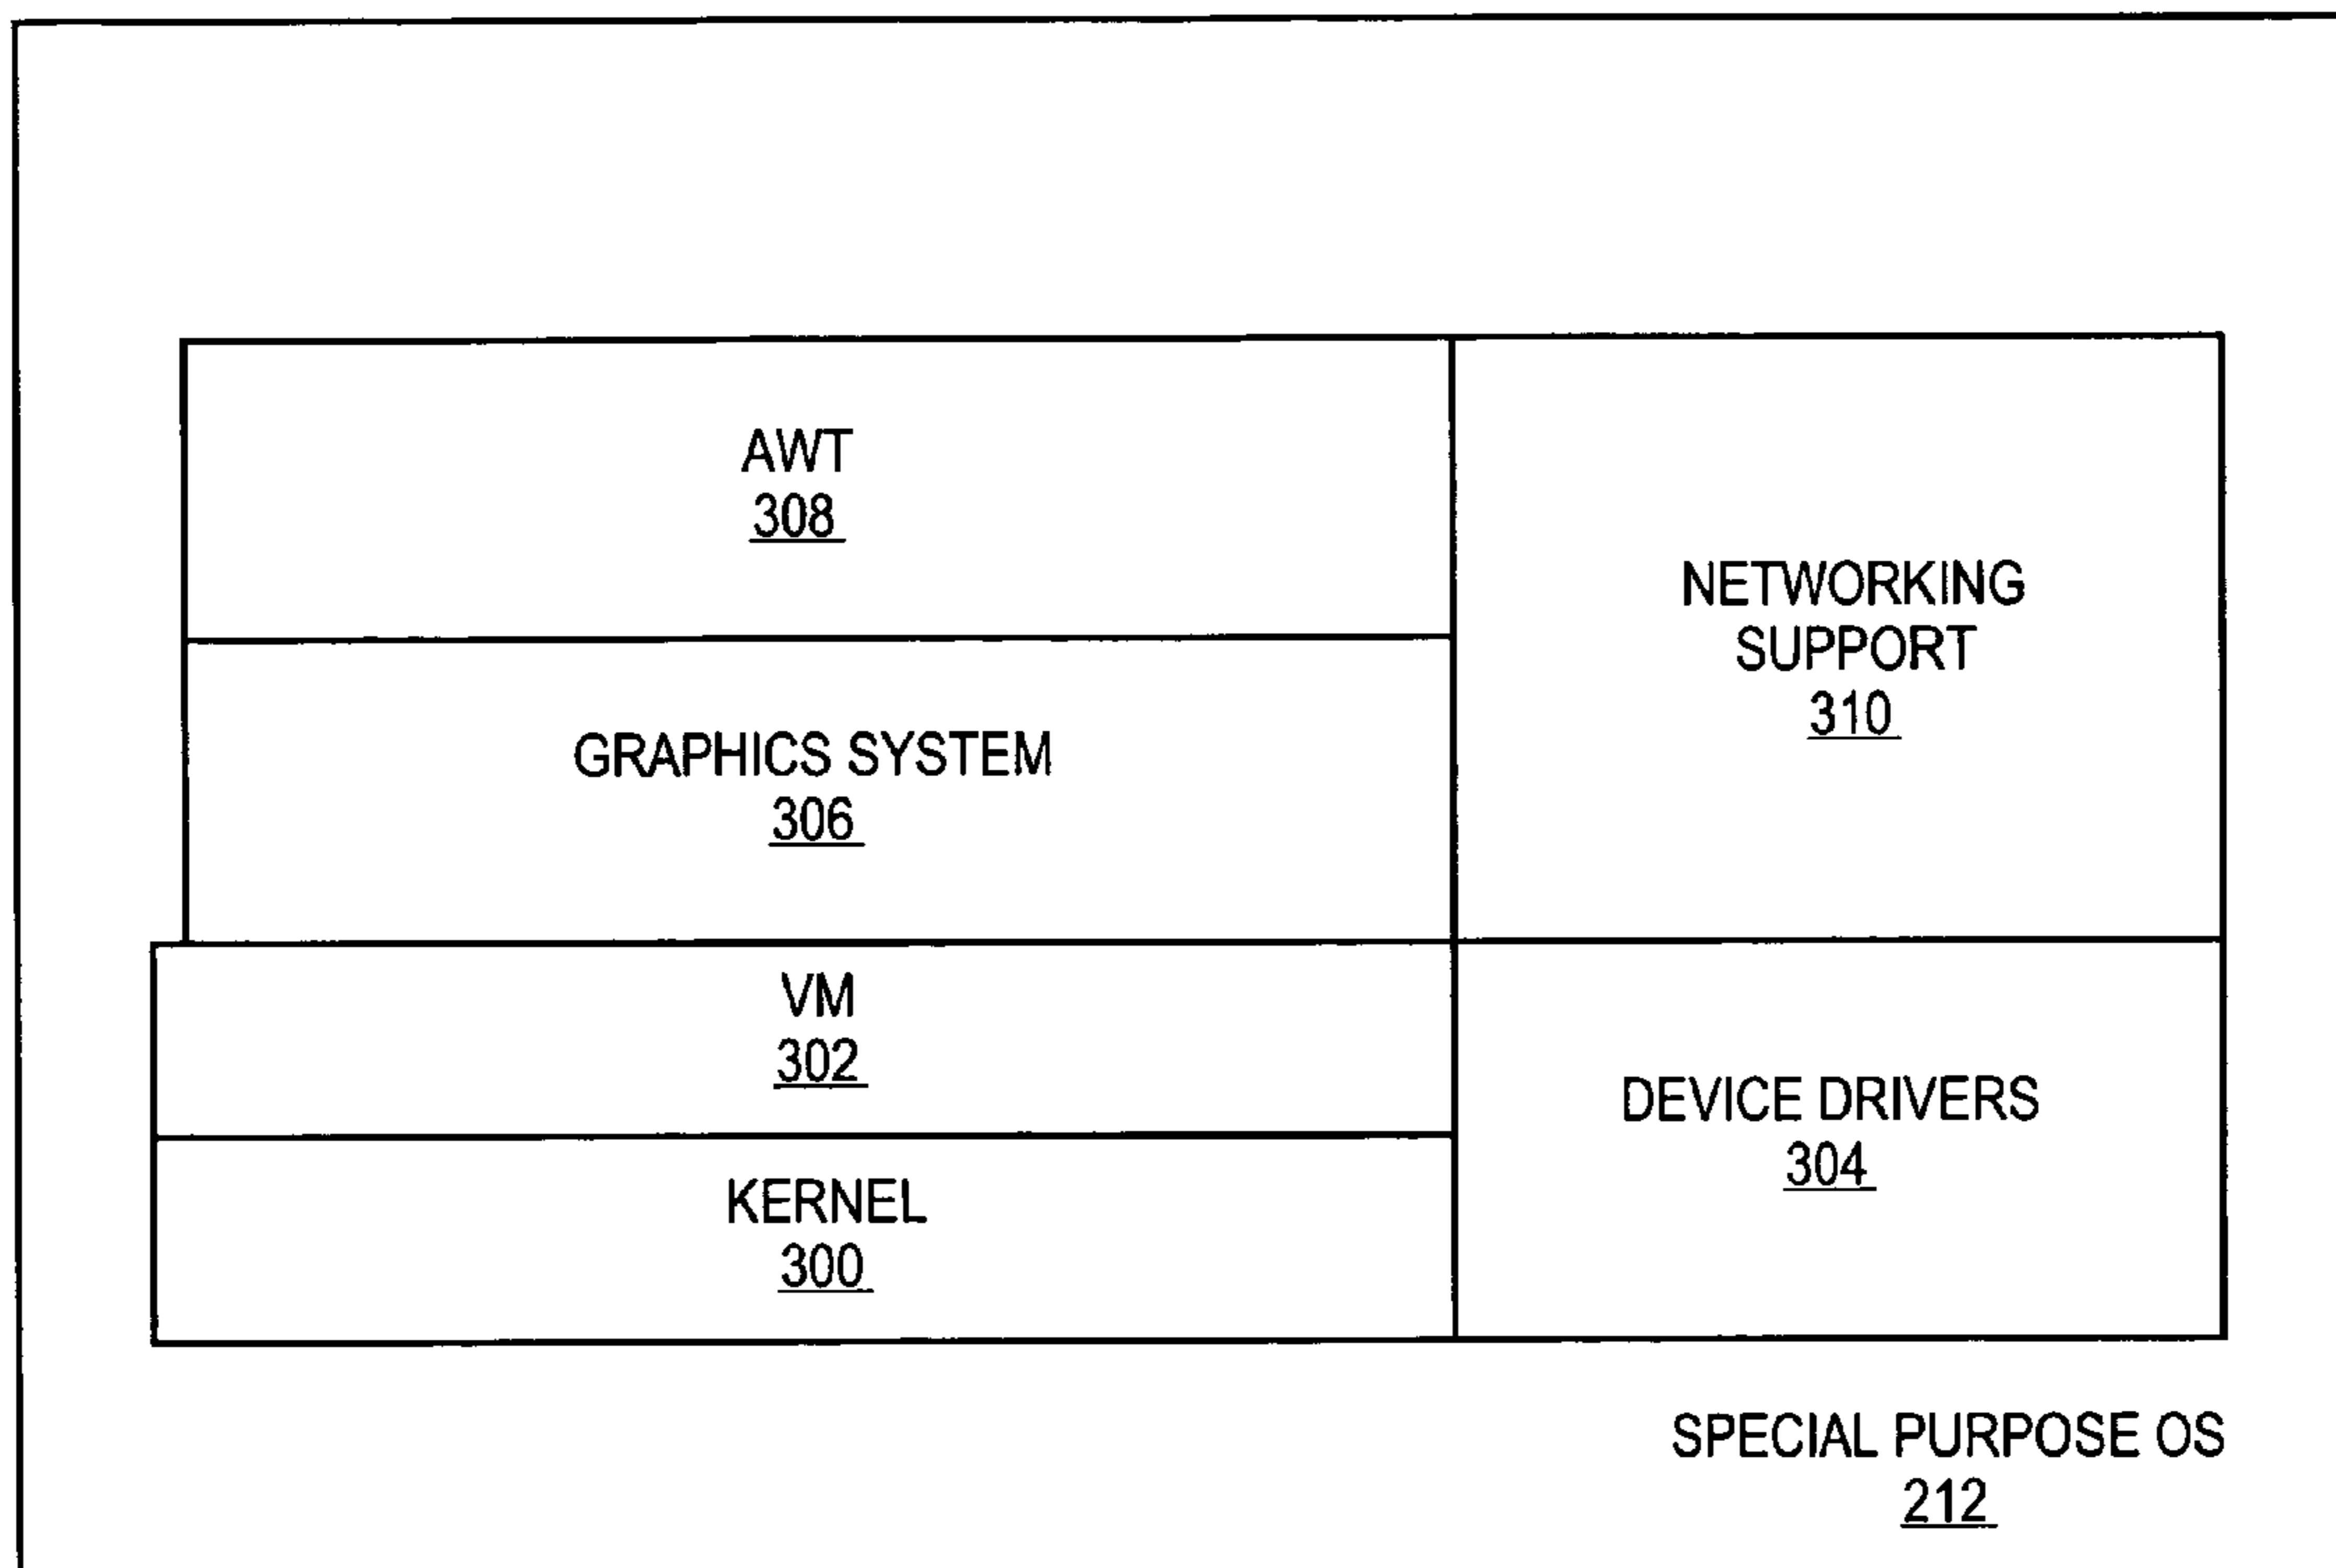 AWT
308
GRAPHICS SYSTEM
306
NETWORKING
SUPPORT
310
VM
302
KERNEL
300
DEVICE DRIVERS
304
SPECIAL PURPOSE OS
212